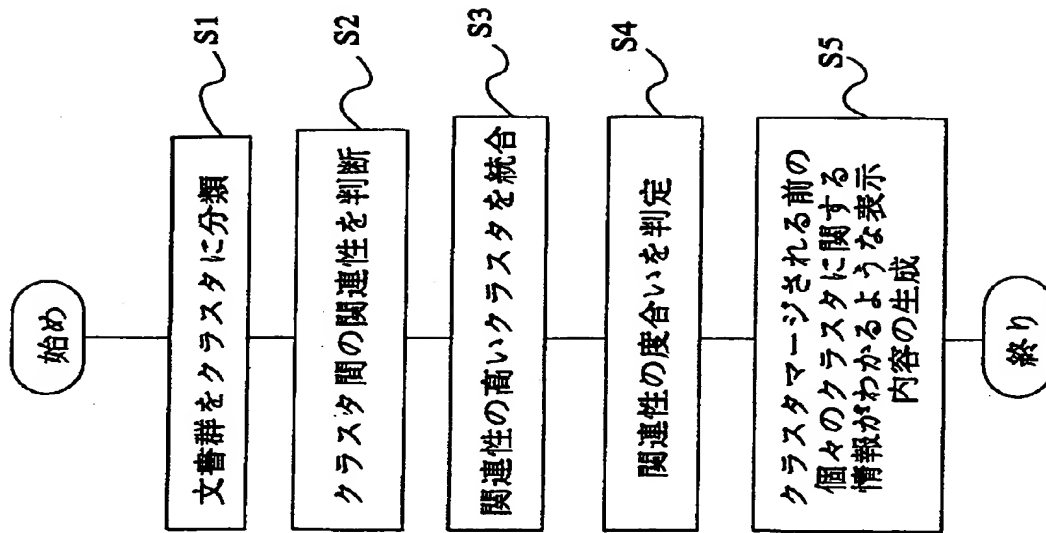 始め
文書群をクラスタに分類
S1
クラスタ間の関連性を判断
S2
関連性の高いクラスタを統合
S3
関連性の度合いを判定
S4
クラスタマージされる前の
個々のクラスタに関する
情報がわかるような表示
内容の生成
S5
終り